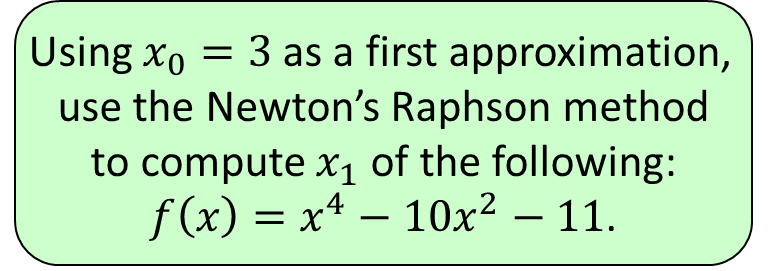 Using x₀ = 3 as a first approximation,
use the Newton’s Raphson method
to compute x₁ of the following:
f(x) = x⁴ − 10x² − 11.